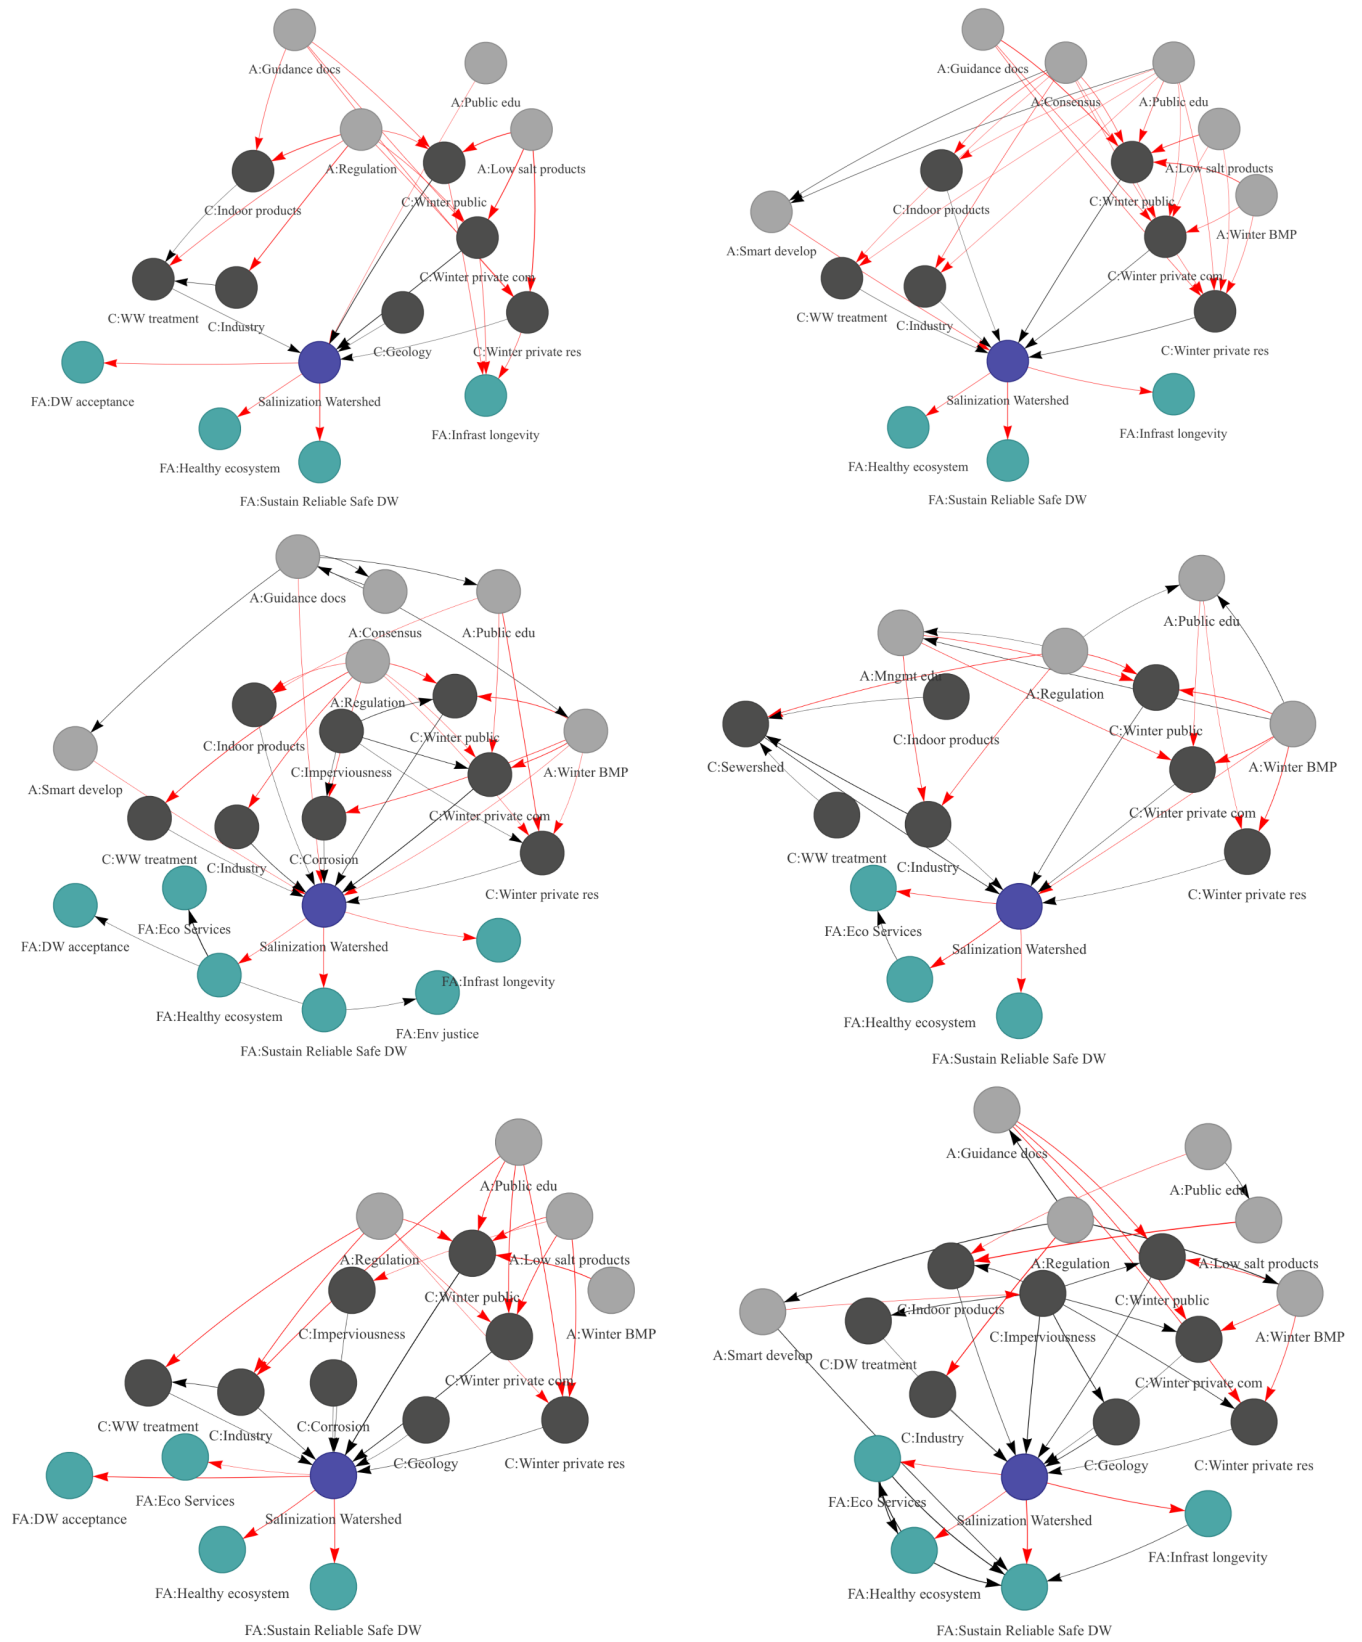 A:Guidance docs
A:Public edu
A:Regulation
A:Low salt products
C:Indoor products
C:Winter public
C:Winter private com
C:WW treatment
C:Industry
C:Geology
C:Winter private res
FA:DW acceptance
Salinization Watershed
FA:Infrast longevity
FA:Healthy ecosystem
FA:Sustain Reliable Safe DW
A:Guidance docs
A:Consensus
A:Public edu
A:Low salt products
C:Indoor products
C:Winter public
A:Winter BMP
A:Smart develop
C:Winter private com
C:WW treatment
C:Industry
C:Winter private res
Salinization Watershed
FA:Infrast longevity
FA:Healthy ecosystem
FA:Sustain Reliable Safe DW
A:Guidance docs
A:Consensus
A:Public edu
A:Regulation
C:Indoor products
C:Winter public
C:Imperviousness
A:Winter BMP
A:Smart develop
C:Winter private com
C:WW treatment
C:Industry
C:Corrosion
C:Winter private res
FA:Eco Services
FA:DW acceptance
Salinization Watershed
FA:Infrast longevity
FA:Healthy ecosystem
FA:Env justice
FA:Sustain Reliable Safe DW
A:Public edu
A:Mngmt edu
A:Regulation
C:Winter public
C:Indoor products
C:Sewershed
A:Winter BMP
C:Winter private com
C:WW treatment
C:Industry
C:Winter private res
FA:Eco Services
Salinization Watershed
FA:Healthy ecosystem
FA:Sustain Reliable Safe DW
A:Public edu
A:Regulation
A:Low salt products
C:Winter public
C:Imperviousness
A:Winter BMP
C:Winter private com
C:WW treatment
C:Industry
C:Corrosion
C:Geology
C:Winter private res
FA:Eco Services
FA:DW acceptance
Salinization Watershed
FA:Healthy ecosystem
FA:Sustain Reliable Safe DW
A:Guidance docs
A:Public edu
A:Regulation
A:Low salt products
C:Indoor products
C:Winter public
C:Imperviousness
A:Winter BMP
A:Smart develop
C:DW treatment
C:Winter private com
C:Industry
C:Geology
C:Winter private res
FA:Eco Services
Salinization Watershed
FA:Infrast longevity
FA:Healthy ecosystem
FA:Sustain Reliable Safe DW